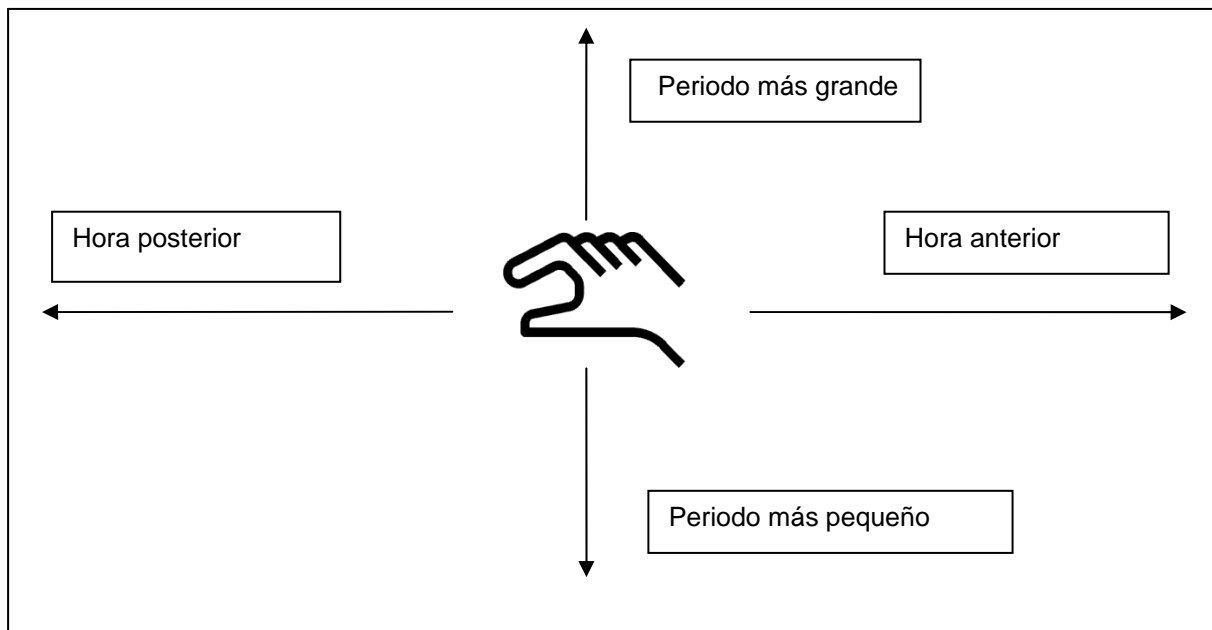 Periodo más grande
Hora posterior
Hora anterior
Periodo más pequeño